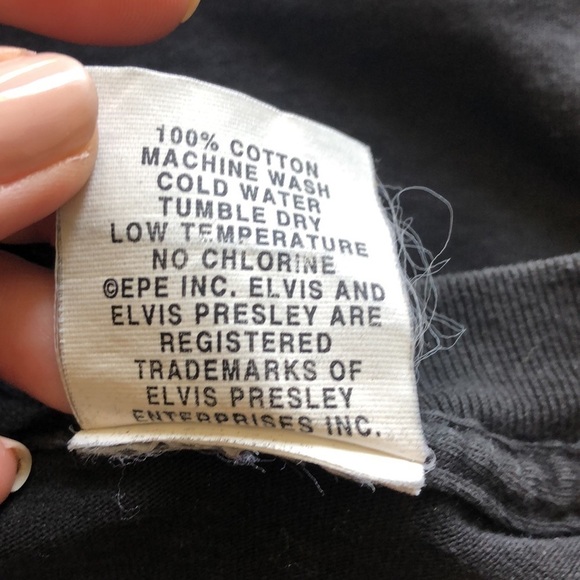 100% COTTON
MACHINE WASH
COLD WATER
TUMBLE DRY
LOW TEMPERATURE
NO CHLORINE
©EPE INC. ELVIS AND
ELVIS PRESLEY ARE
REGISTERED
TRADEMARKS OF
ELVIS PRESLEY
ENTERPRISES INC.